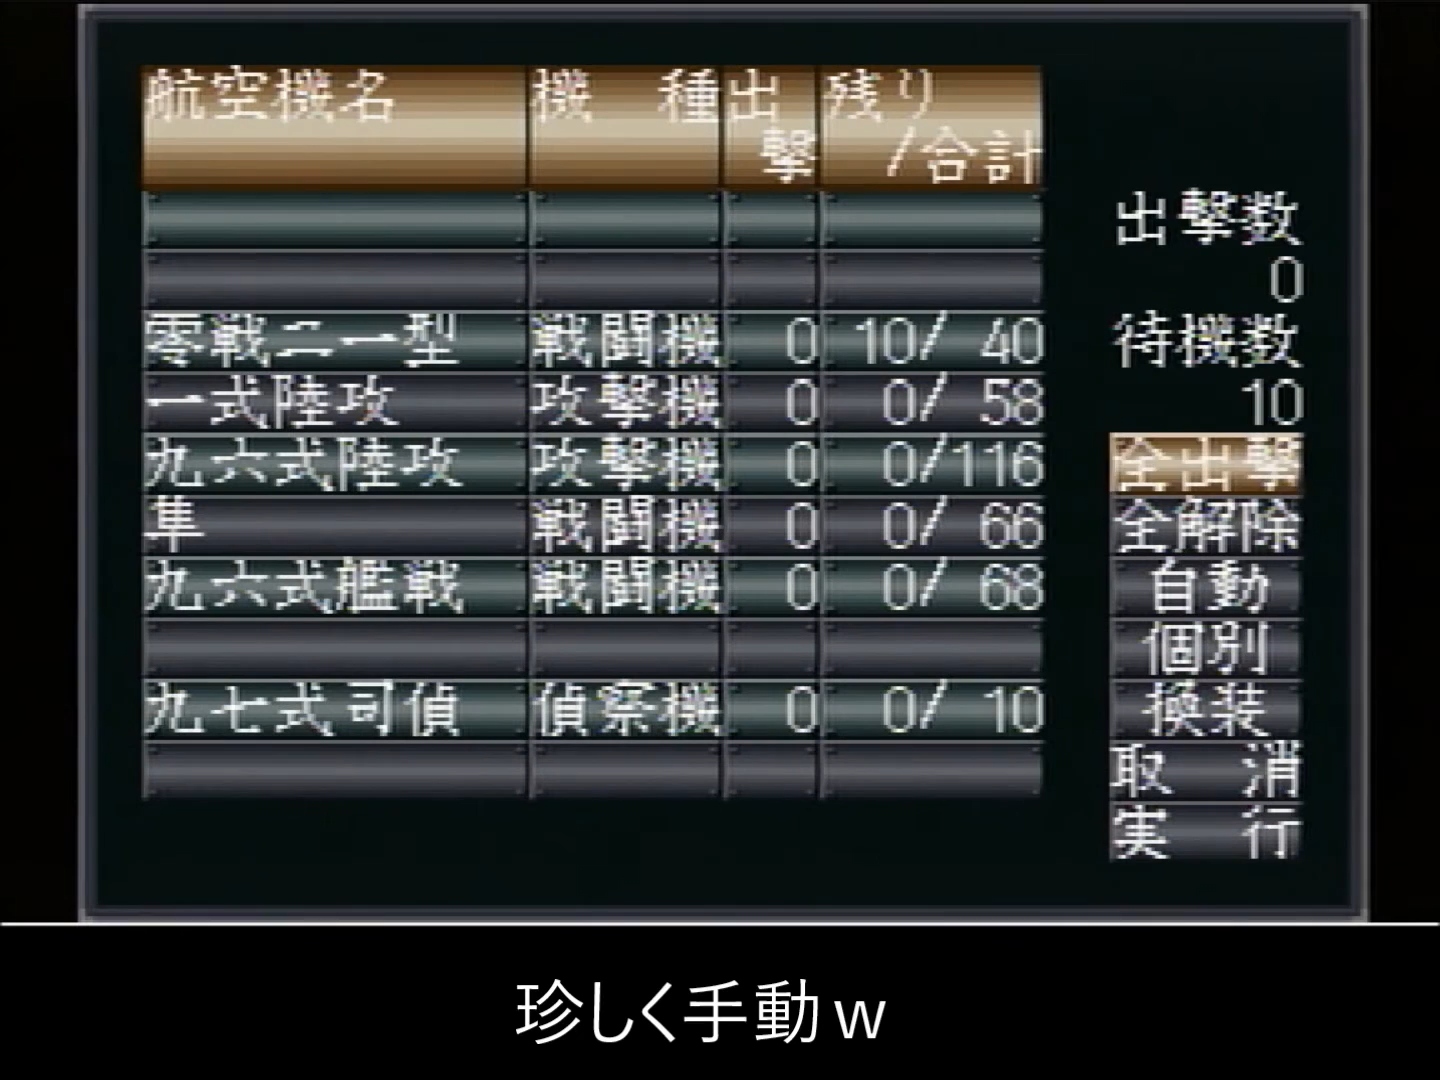 航空機名 機 種 出撃 残り/合計
零戦二一型 戦闘機 0 10/ 40
一式陸攻 攻撃機 0 0/ 58
九六式陸攻 攻撃機 0 0/116
隼 戦闘機 0 0/ 66
九六式艦戦 戦闘機 0 0/ 68
九七式司偵 偵察機 0 0/ 10
出撃数
0
待機数
10
全出撃
全解除
自動
個別
換装
取 消
実 行
珍しく手動ｗ